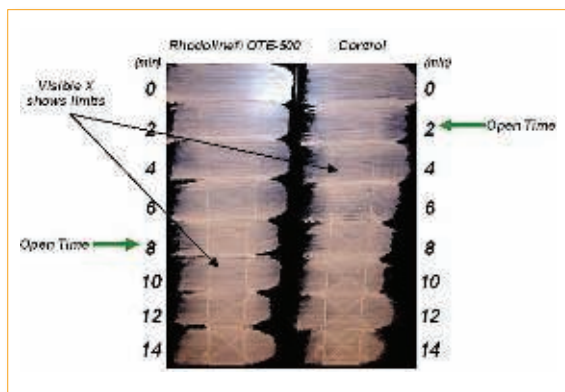 Rhodoline® OTE-500 Control
(min) (min)
Visible X
shows limits
0 0
2 2
Open Time
4 4
6 6
Open Time
8 8
10 10
12 12
14 14